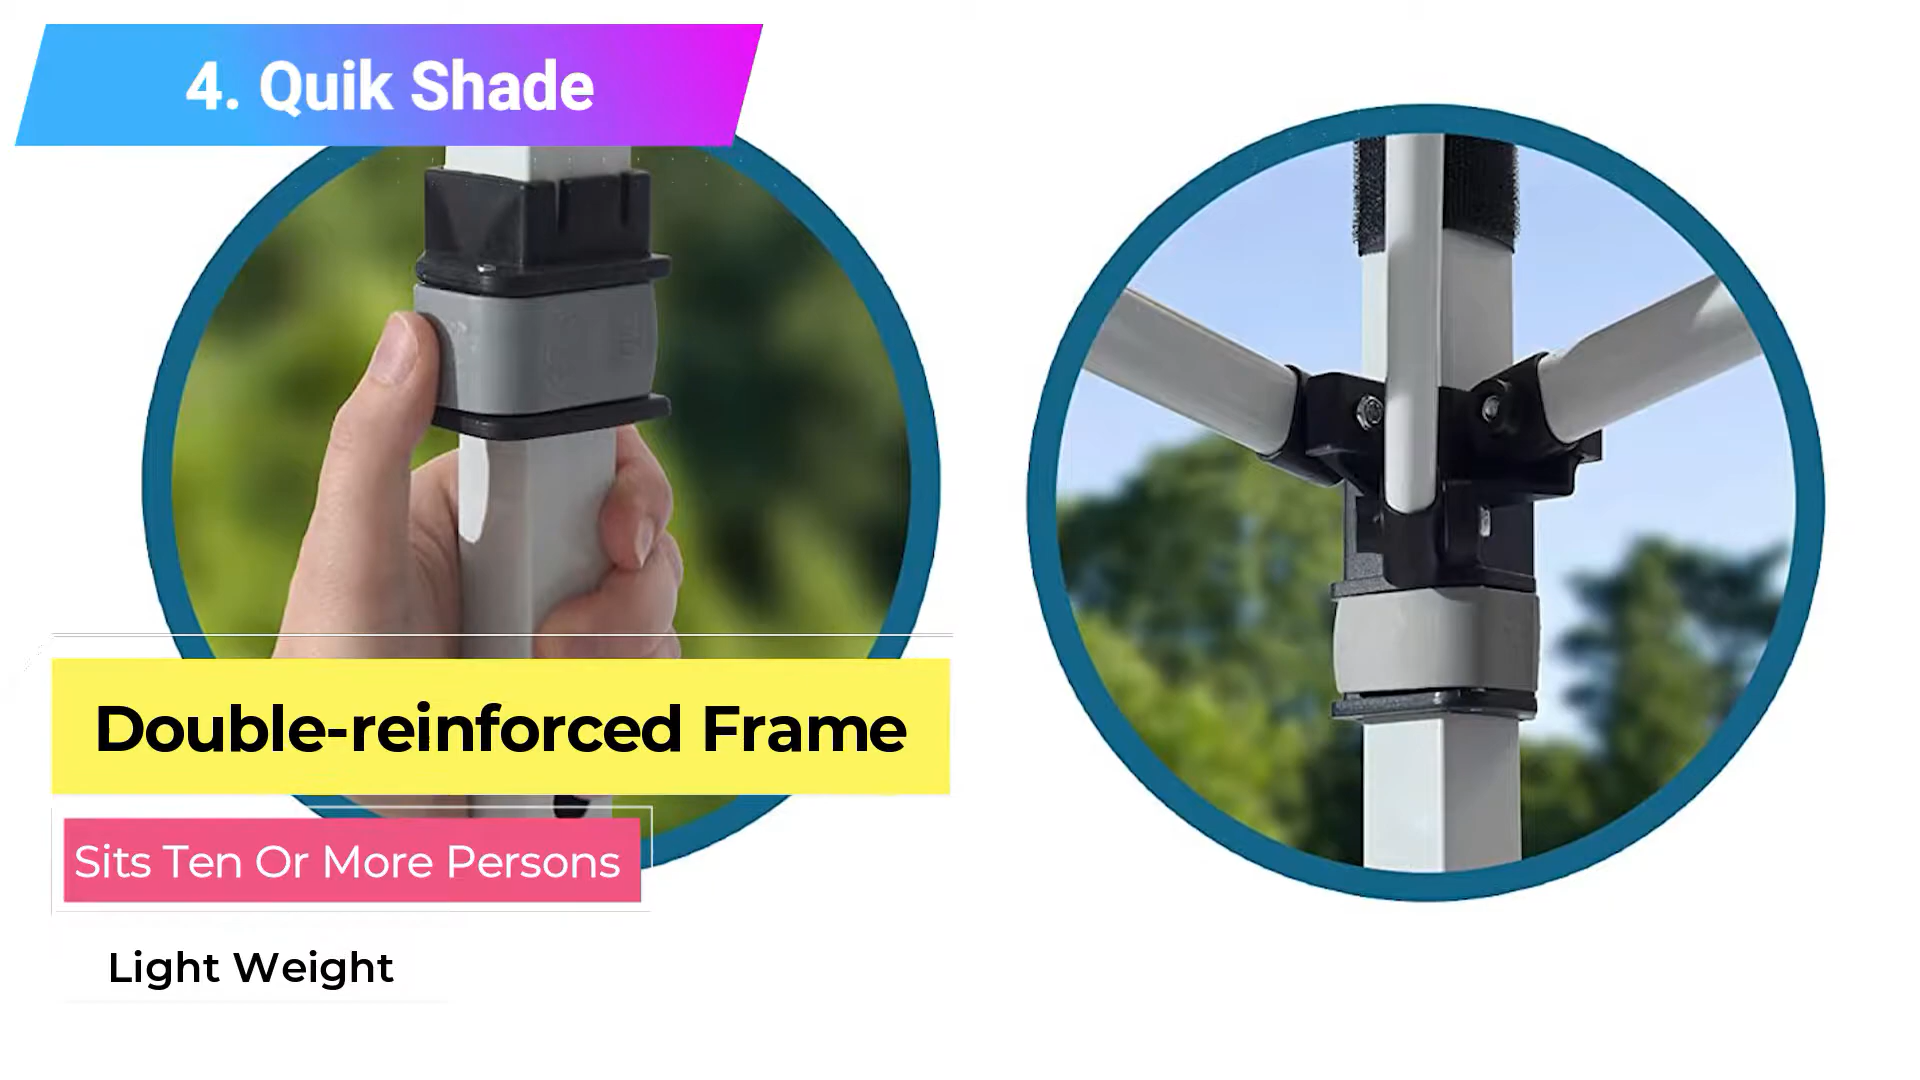 4. Quik Shade
Double-reinforced Frame
Sits Ten Or More Persons
Light Weight